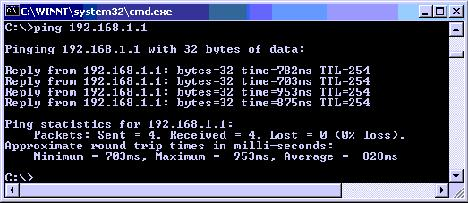 C:\WINNT\system32\cmd.exe
C:\>ping 192.168.1.1
Pinging 192.168.1.1 with 32 bytes of data:
Reply from 192.168.1.1: bytes=32 time=782ms TTL=254
Reply from 192.168.1.1: bytes=32 time=703ms TTL=254
Reply from 192.168.1.1: bytes=32 time=953ms TTL=254
Reply from 192.168.1.1: bytes=32 time=875ms TTL=254
Ping statistics for 192.168.1.1:
Packets: Sent = 4, Received = 4, Lost = 0 (0% loss),
Approximate round trip times in milli-seconds:
Minimum = 703ms, Maximum = 953ms, Average = 828ms
C:\>